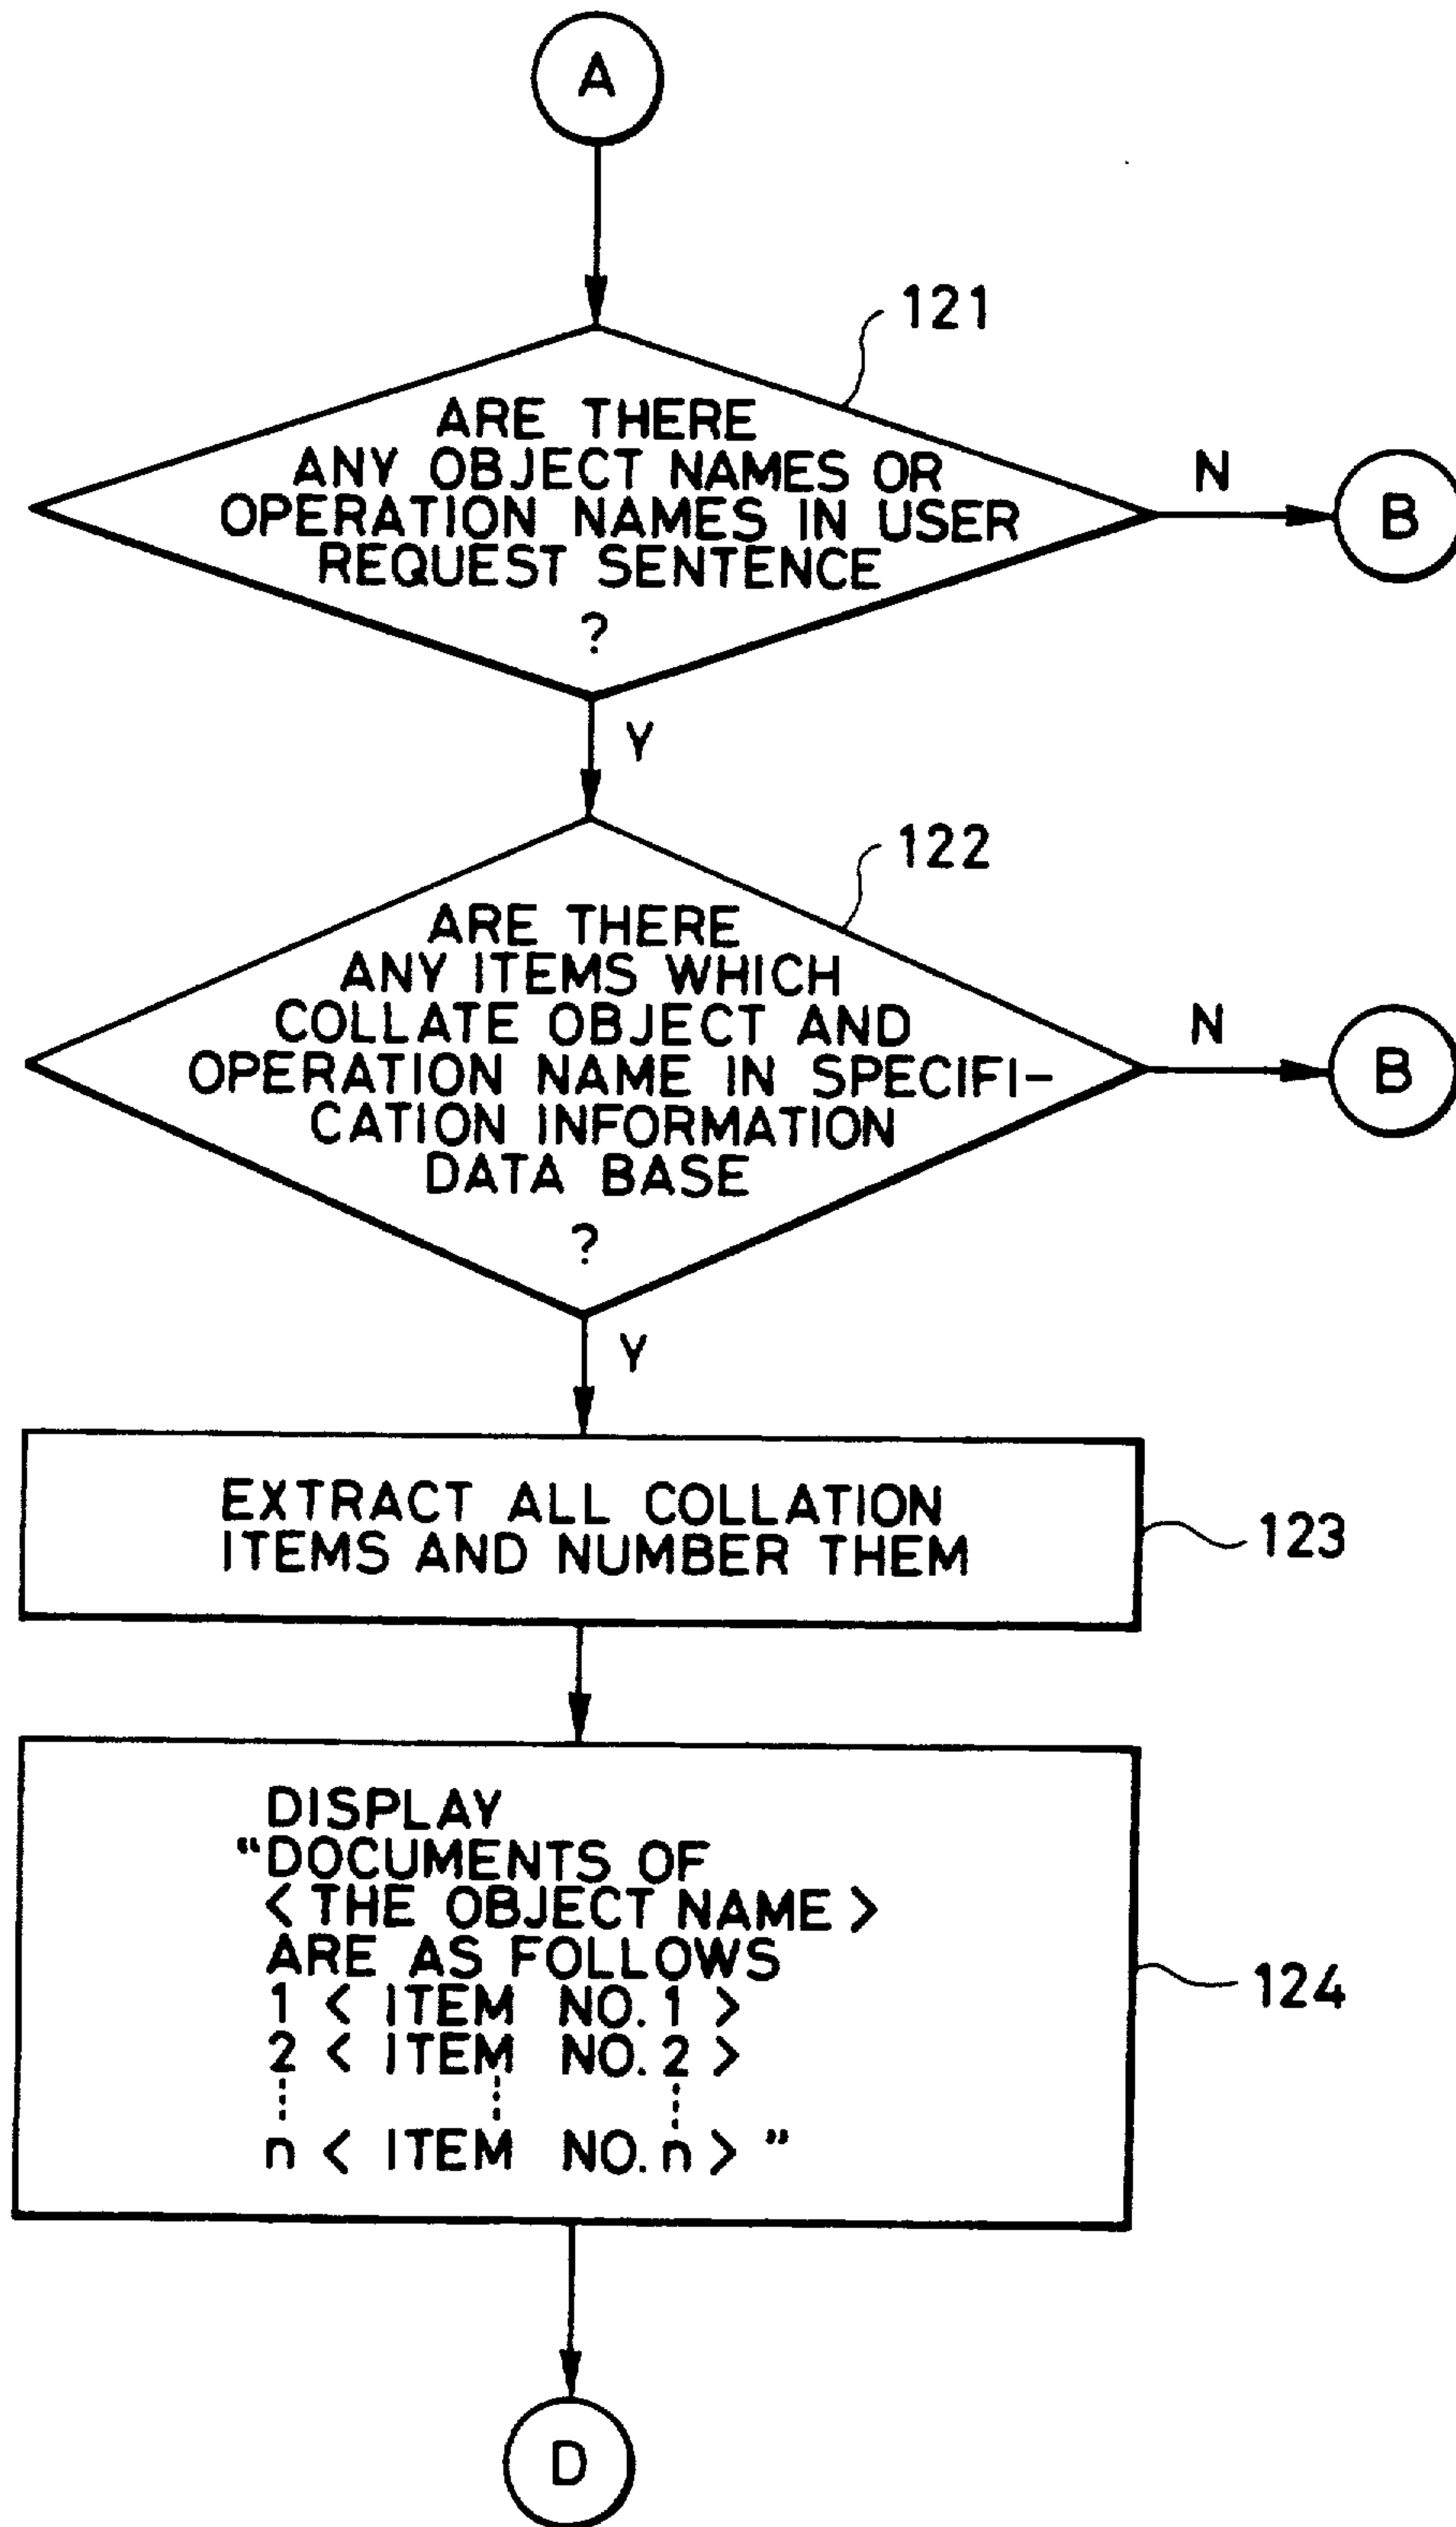 A
121
ARE THERE
ANY OBJECT NAMES OR
OPERATION NAMES IN USER
REQUEST SENTENCE
?
N
B
Y
122
ARE THERE
ANY ITEMS WHICH
COLLATE OBJECT AND
OPERATION NAME IN SPECIFI-
CATION INFORMATION
DATA BASE
?
N
B
Y
EXTRACT ALL COLLATION
ITEMS AND NUMBER THEM
123
DISPLAY
"DOCUMENTS OF
< THE OBJECT NAME >
ARE AS FOLLOWS
1 < ITEM NO.1 >
2 < ITEM NO.2 >
n < ITEM NO.n > "
124
D